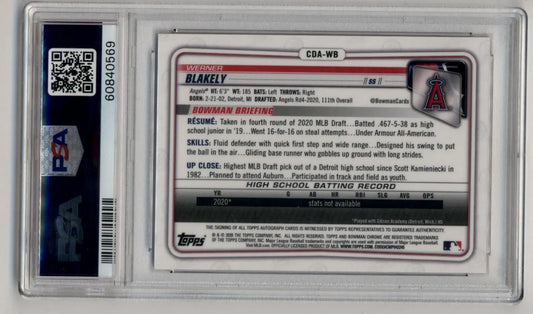 CDA-WB
WERNER
BLAKELY
|| SS ||
Angels® HT: 6'3" WT: 185 BATS: Left THROWS: Right
BORN: 2-21-02, Detroit, MI DRAFTED: Angels Rd4-2020, 111th Overall
@BowmanCards
BOWMAN BRIEFING
RÉSUMÉ: Taken in fourth round of 2020 MLB Draft...Batted .467-5-38 as high
school junior in '19...Went 16-for-16 on steal attempts...Under Armour All-American.
SKILLS: Fluid defender with quick first step and wide range...Designed his swing to put
the ball in the air...Gliding base runner who gobbles up ground with long strides.
UP CLOSE: Highest MLB Draft pick out of a Detroit high school since Scott Kamieniecki in
1982...Planned to attend Auburn...Participated in track and field as youth.
HIGH SCHOOL BATTING RECORD
YR G AB HR RBI SB AVG OPS
2020* stats not available
THE SIGNING OF ALL TOPPS AUTOGRAPH CARDS IS WITNESSED BY TOPPS REPRESENTATIVES TO GUARANTEE AUTHENTICITY.
Topps
60840569
PSA
PSA